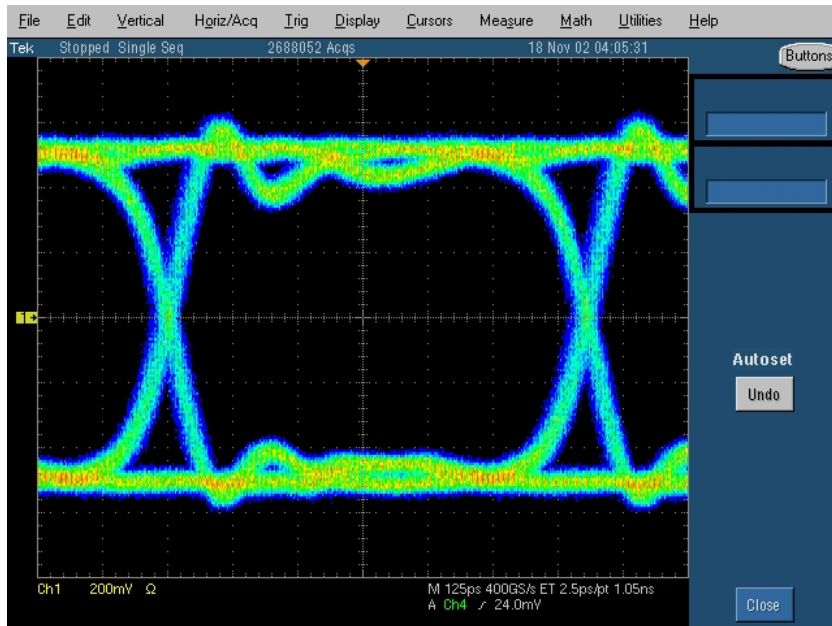 File Edit Vertical Horiz/Acq Trig Display Cursors Measure Math Utilities Help
Tek Stopped Single Seq 2688052 Acqs 18 Nov 02 04:05:31
Buttons
1
Autoset
Undo
Ch1 200mV Ω M 125ps 400GS/s ET 2.5ps/pt 1.05ns
A Ch4 / 24.0mV
Close